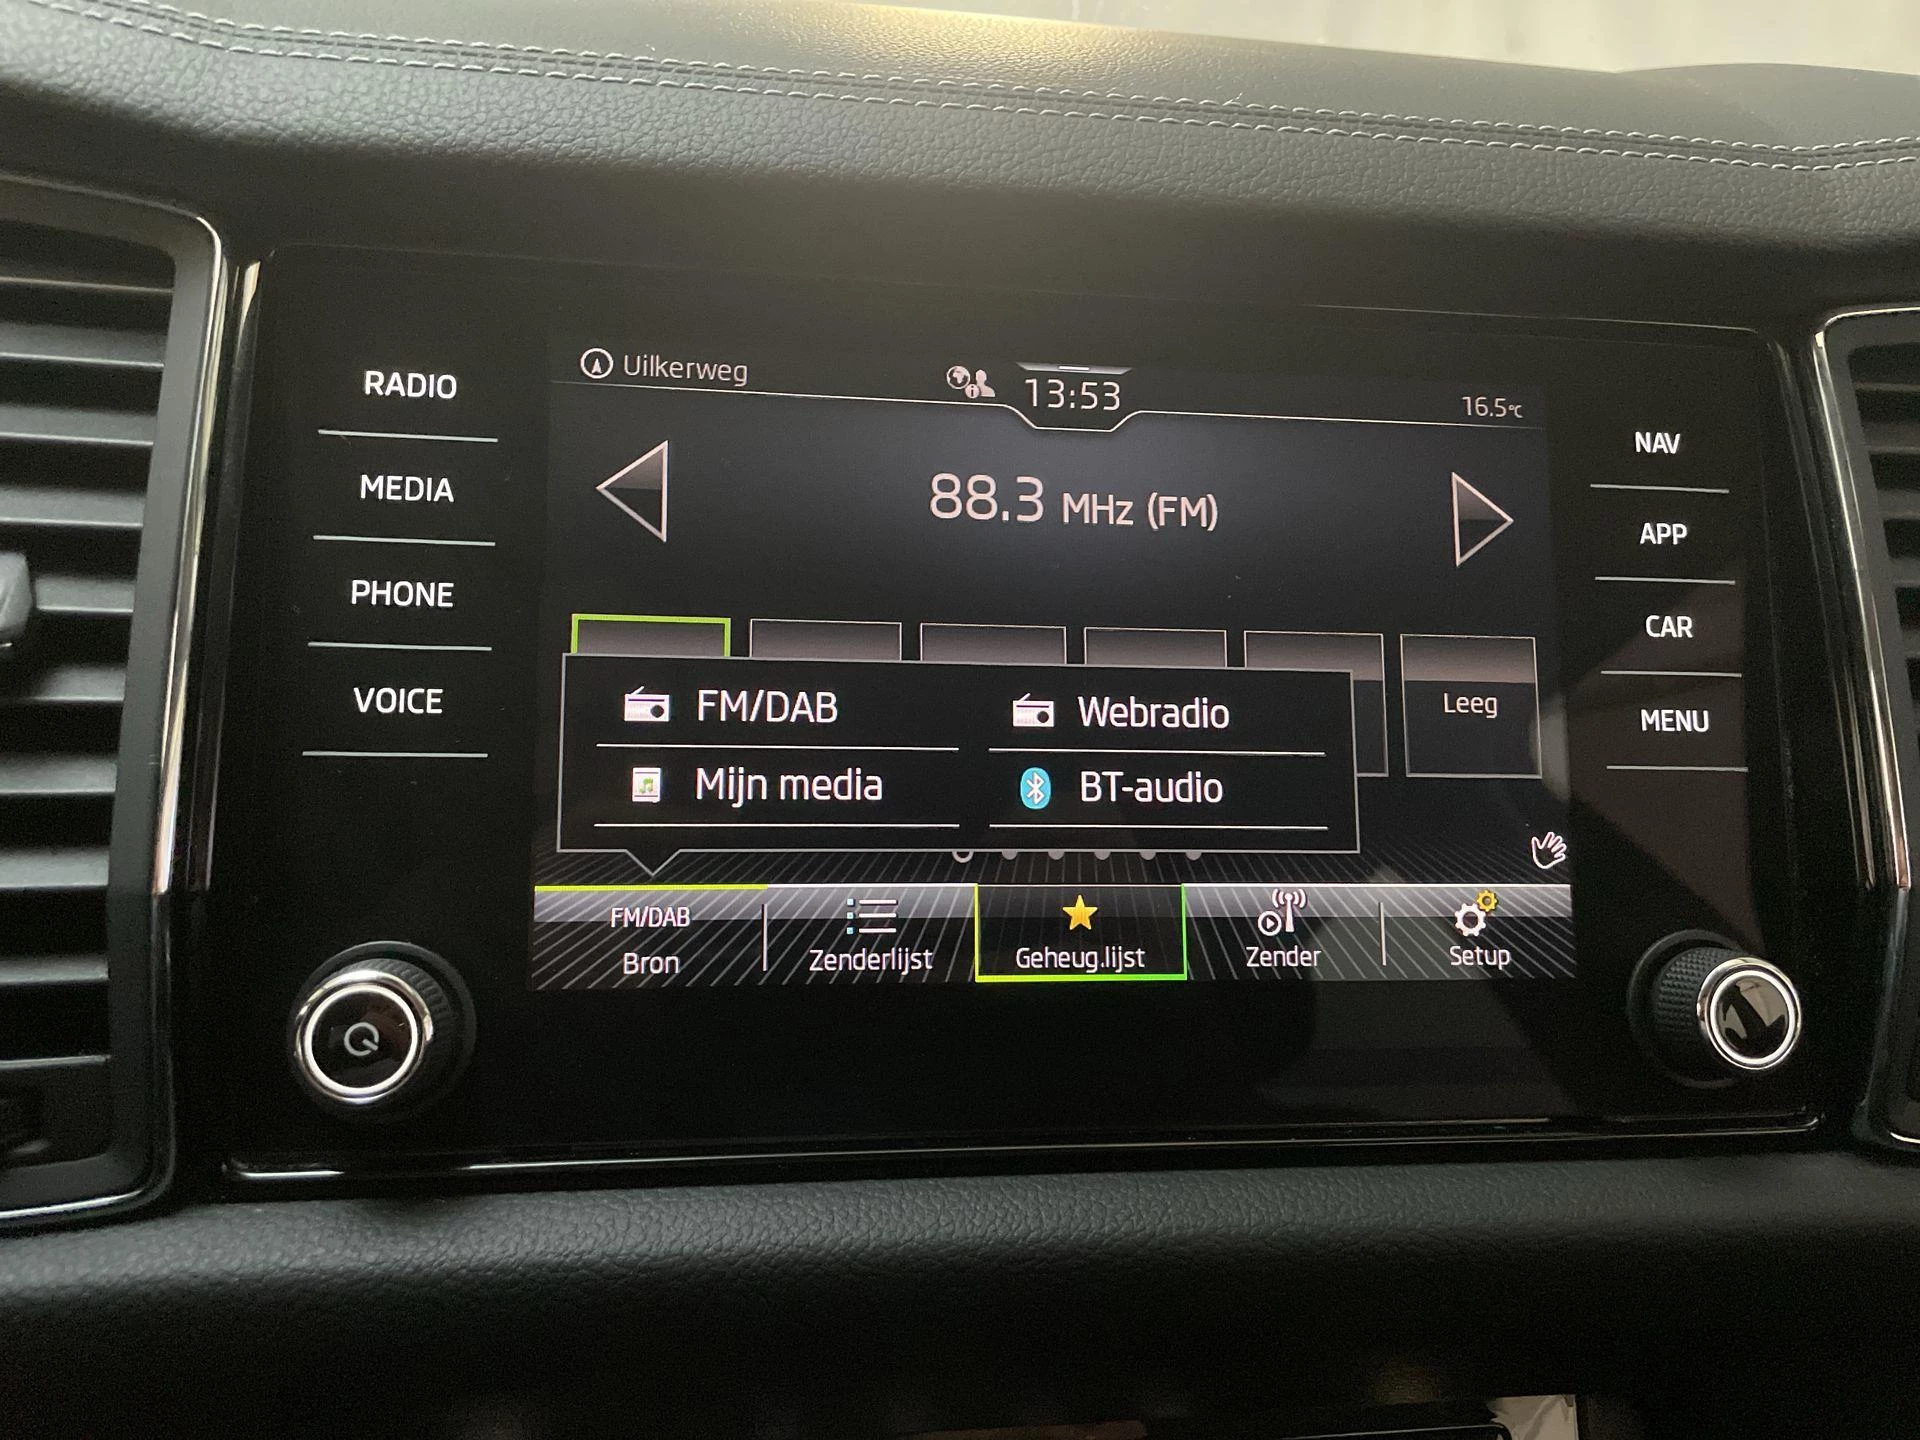 RADIO
MEDIA
PHONE
VOICE
Uilkerweg
13:53
16.5°C
88.3 MHz (FM)
Leeg
FM/DAB
Webradio
Mijn media
BT-audio
FM/DAB
Bron
Zenderlijst
Geheug.lijst
Zender
Setup
NAV
APP
CAR
MENU